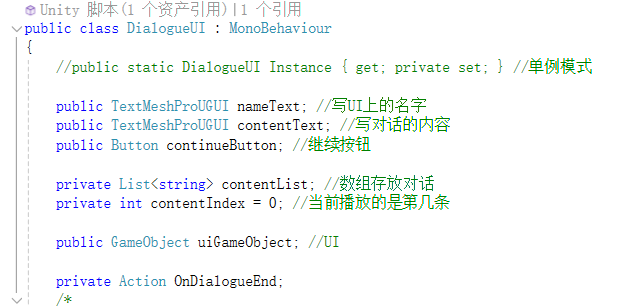 Unity 脚本(1 个资产引用)|1 个引用
public class DialogueUI : MonoBehaviour
{
//public static DialogueUI Instance { get; private set; } //单例模式
public TextMeshProUGUI nameText; //写UI上的名字
public TextMeshProUGUI contentText; //写对话的内容
public Button continueButton; //继续按钮
private List<string> contentList; //数组存放对话
private int contentIndex = 0; //当前播放的是第几条
public GameObject uiGameObject; //UI
private Action OnDialogueEnd;
/*